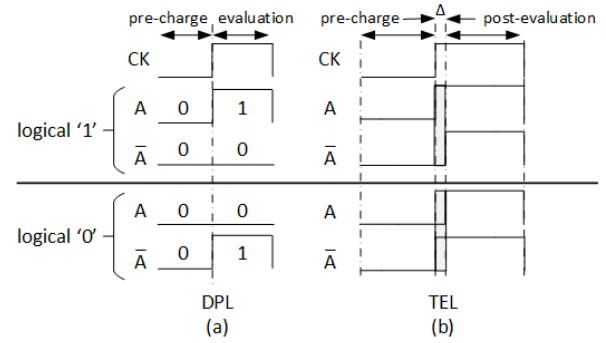 pre-charge evaluation pre-charge Δ post-evaluation
CK CK
logical '1' A 0 1 A
A̅ 0 0 A̅
logical '0' A 0 0 A
A̅ 0 1 A̅
DPL TEL
(a) (b)